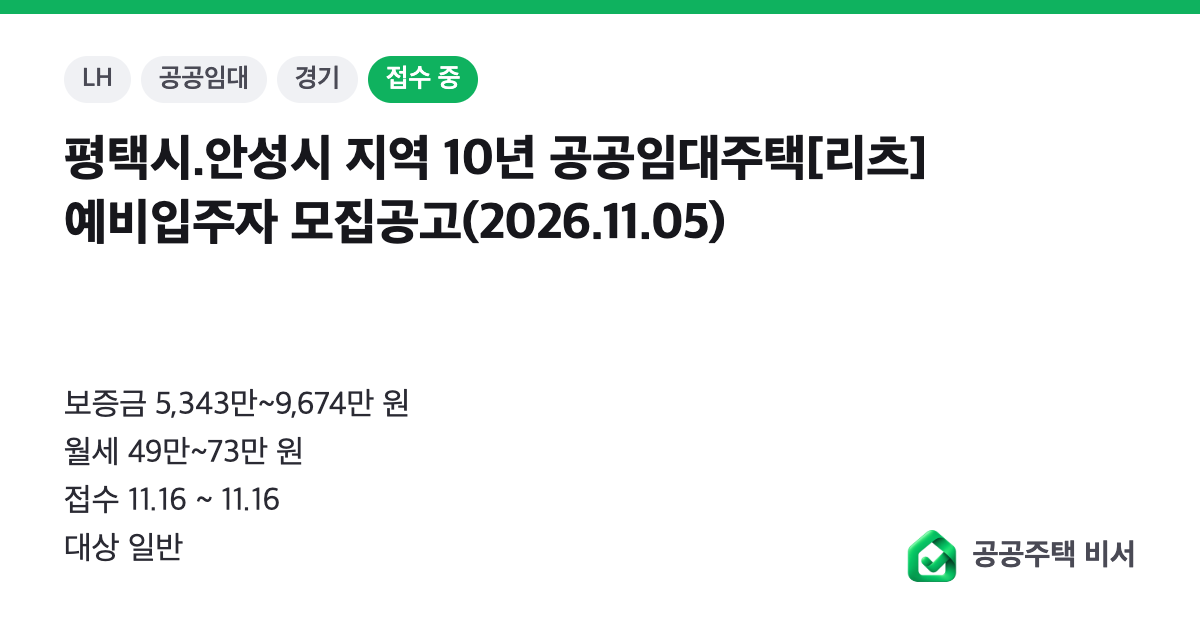 LH 공공임대 경기 접수 중
평택시.안성시 지역 10년 공공임대주택[리츠]
예비입주자 모집공고(2026.11.05)
보증금 5,343만~9,674만 원
월세 49만~73만 원
접수 11.16 ~ 11.16
대상 일반
공공주택 비서